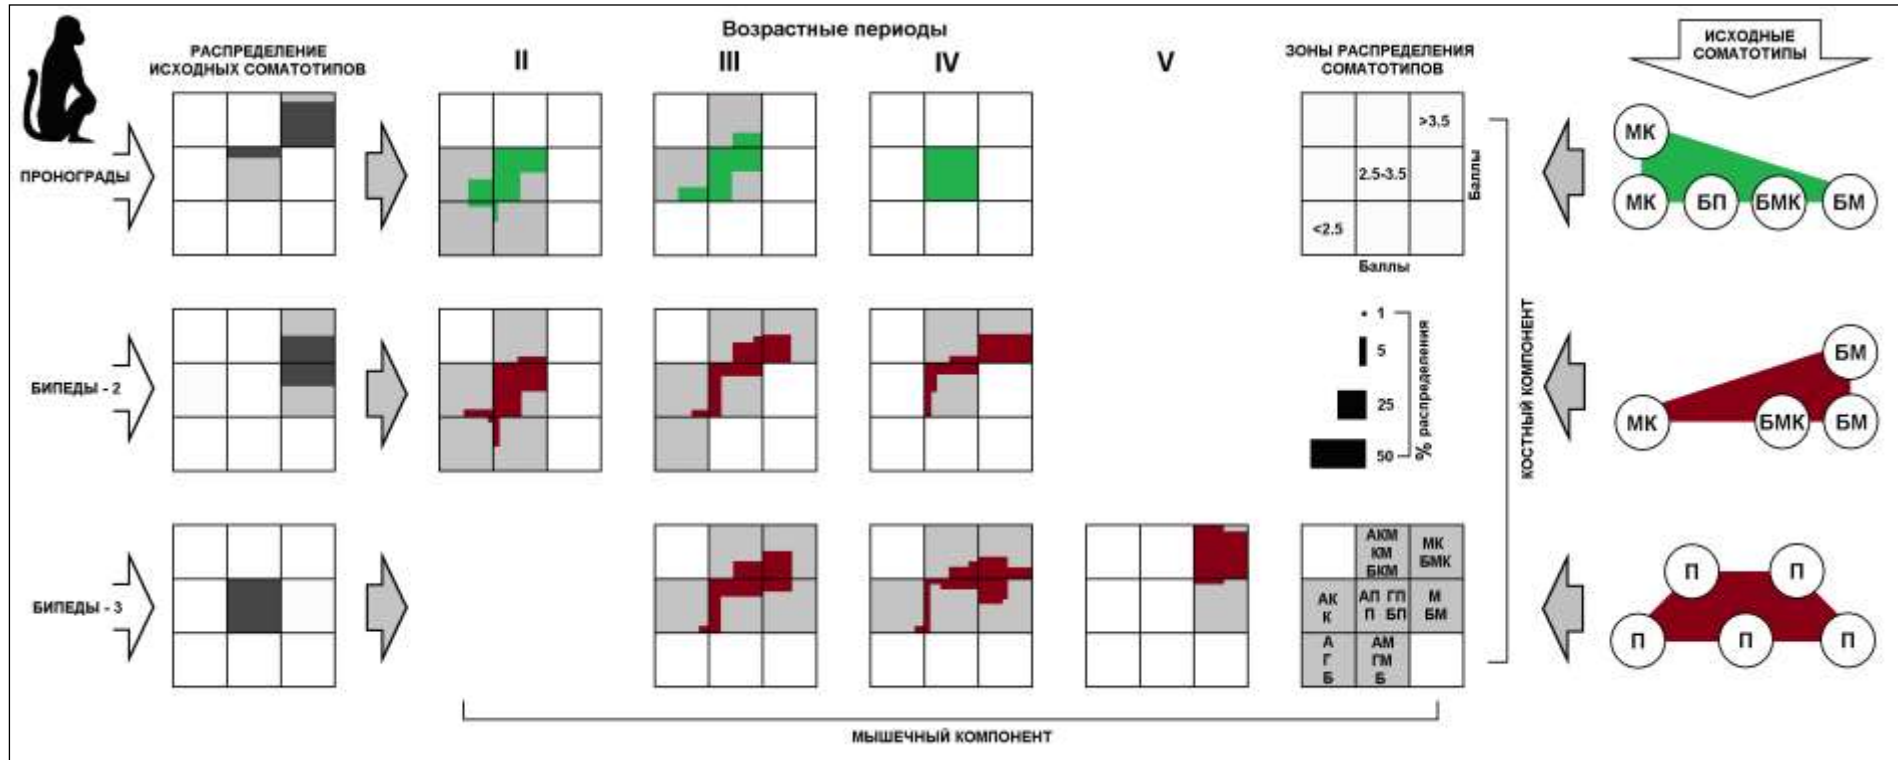 Возрастные периоды
РАСПРЕДЕЛЕНИЕ
ИСХОДНЫХ СОМАТОТИПОВ
II
III
IV
V
ЗОНЫ РАСПРЕДЕЛЕНИЯ
СОМАТОТИПОВ
ИСХОДНЫЕ
СОМАТОТИПЫ
ПРОНОГРАДЫ
>3.5
2.5-3.5
<2.5
Баллы
Баллы
МК
МК
БП
БМК
БМ
БИПЕДЫ - 2
1
5
25
50
% распределения
КОСТНЫЙ КОМПОНЕНТ
БМ
МК
БМК
БМ
БИПЕДЫ - 3
АКМ
КМ
БКМ
МК
БМК
АК
К
АП ГП
П БП
М
БМ
А
Г
Б
АМ
ГМ
Б
П
П
П
П
П
МЫШЕЧНЫЙ КОМПОНЕНТ